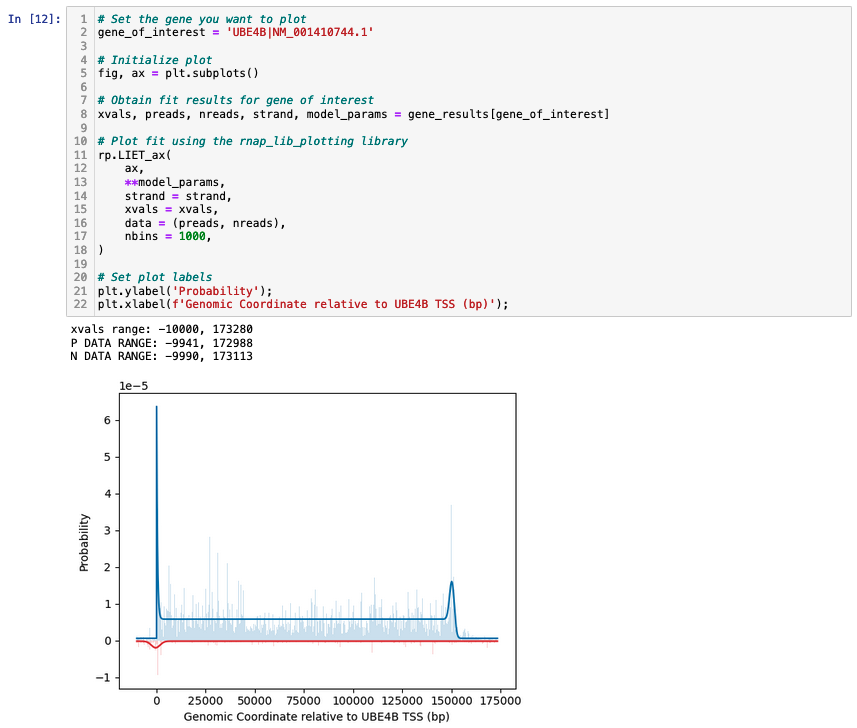 In [12]:
1 # Set the gene you want to plot
2 gene_of_interest = 'UBE4B|NM_001410744.1'
3
4 # Initialize plot
5 fig, ax = plt.subplots()
6
7 # Obtain fit results for gene of interest
8 xvals, preads, nreads, strand, model_params = gene_results[gene_of_interest]
9
10 # Plot fit using the rnap_lib_plotting library
11 rp.LIET_ax(
12     ax,
13     **model_params,
14     strand = strand,
15     xvals = xvals,
16     data = (preads, nreads),
17     nbins = 1000,
18 )
19
20 # Set plot labels
21 plt.ylabel('Probability');
22 plt.xlabel(f'Genomic Coordinate relative to UBE4B TSS (bp)');
xvals range: -10000, 173280
P DATA RANGE: -9941, 172988
N DATA RANGE: -9990, 173113
1e−5
6
5
4
3
2
1
0
−1
Probability
0 25000 50000 75000 100000 125000 150000 175000
Genomic Coordinate relative to UBE4B TSS (bp)